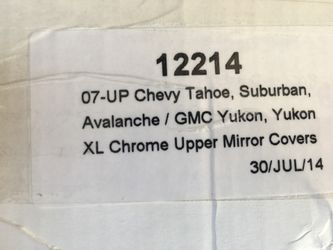 12214
07-UP Chevy Tahoe, Suburban,
Avalanche / GMC Yukon, Yukon
XL Chrome Upper Mirror Covers
30/JUL/14